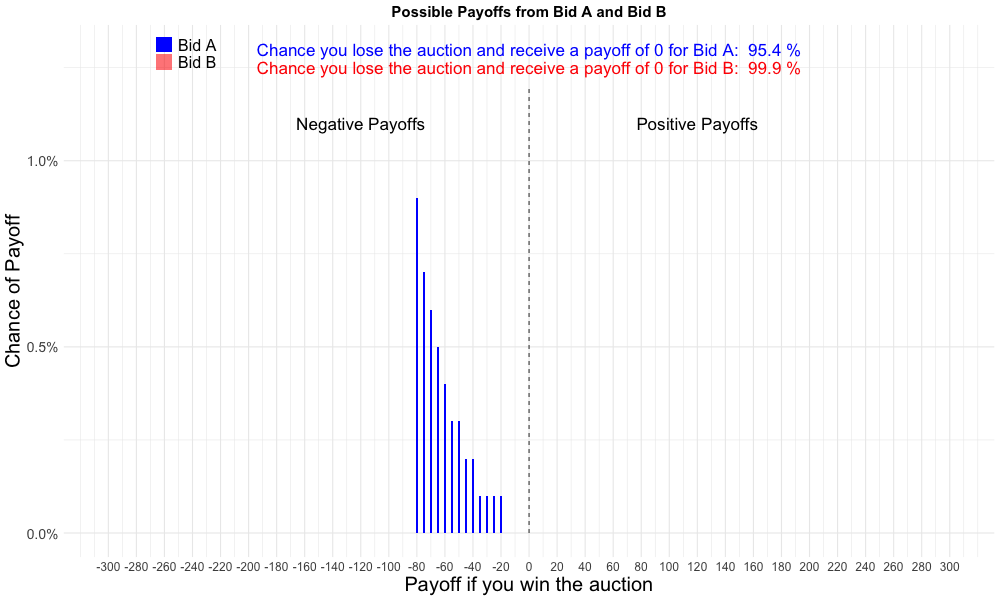 Possible Payoffs from Bid A and Bid B
Bid A
Bid B
Chance you lose the auction and receive a payoff of 0 for Bid A:  95.4 %
Chance you lose the auction and receive a payoff of 0 for Bid B:  99.9 %
Negative Payoffs
Positive Payoffs
Chance of Payoff
1.0%
0.5%
0.0%
-300 -280 -260 -240 -220 -200 -180 -160 -140 -120 -100 -80 -60 -40 -20 0 20 40 60 80 100 120 140 160 180 200 220 240 260 280 300
Payoff if you win the auction